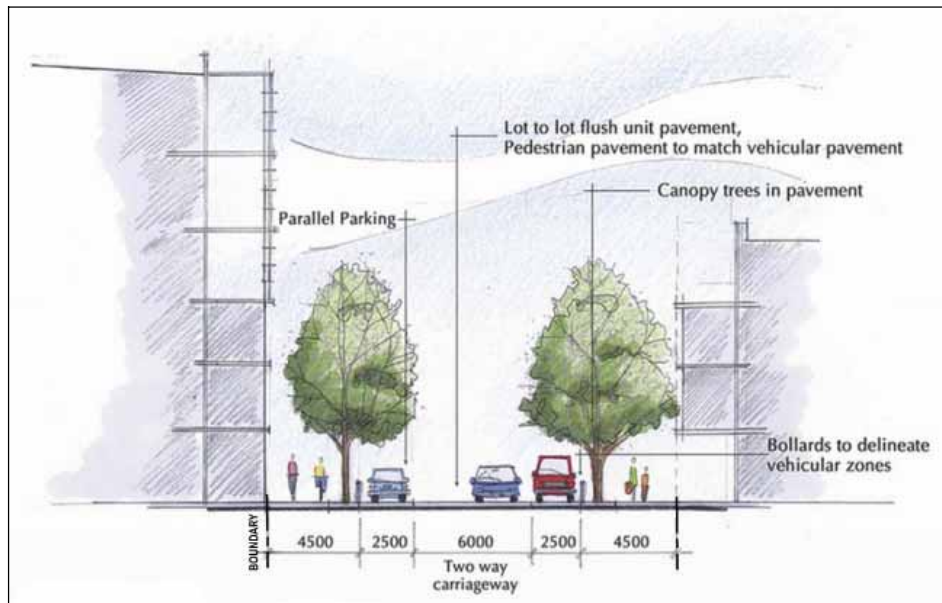 Lot to lot flush unit pavement,
Pedestrian pavement to match vehicular pavement
Canopy trees in pavement
Parallel Parking
Bollards to delineate
vehicular zones
BOUNDARY
4500 2500 6000 2500 4500
Two way
carriageway